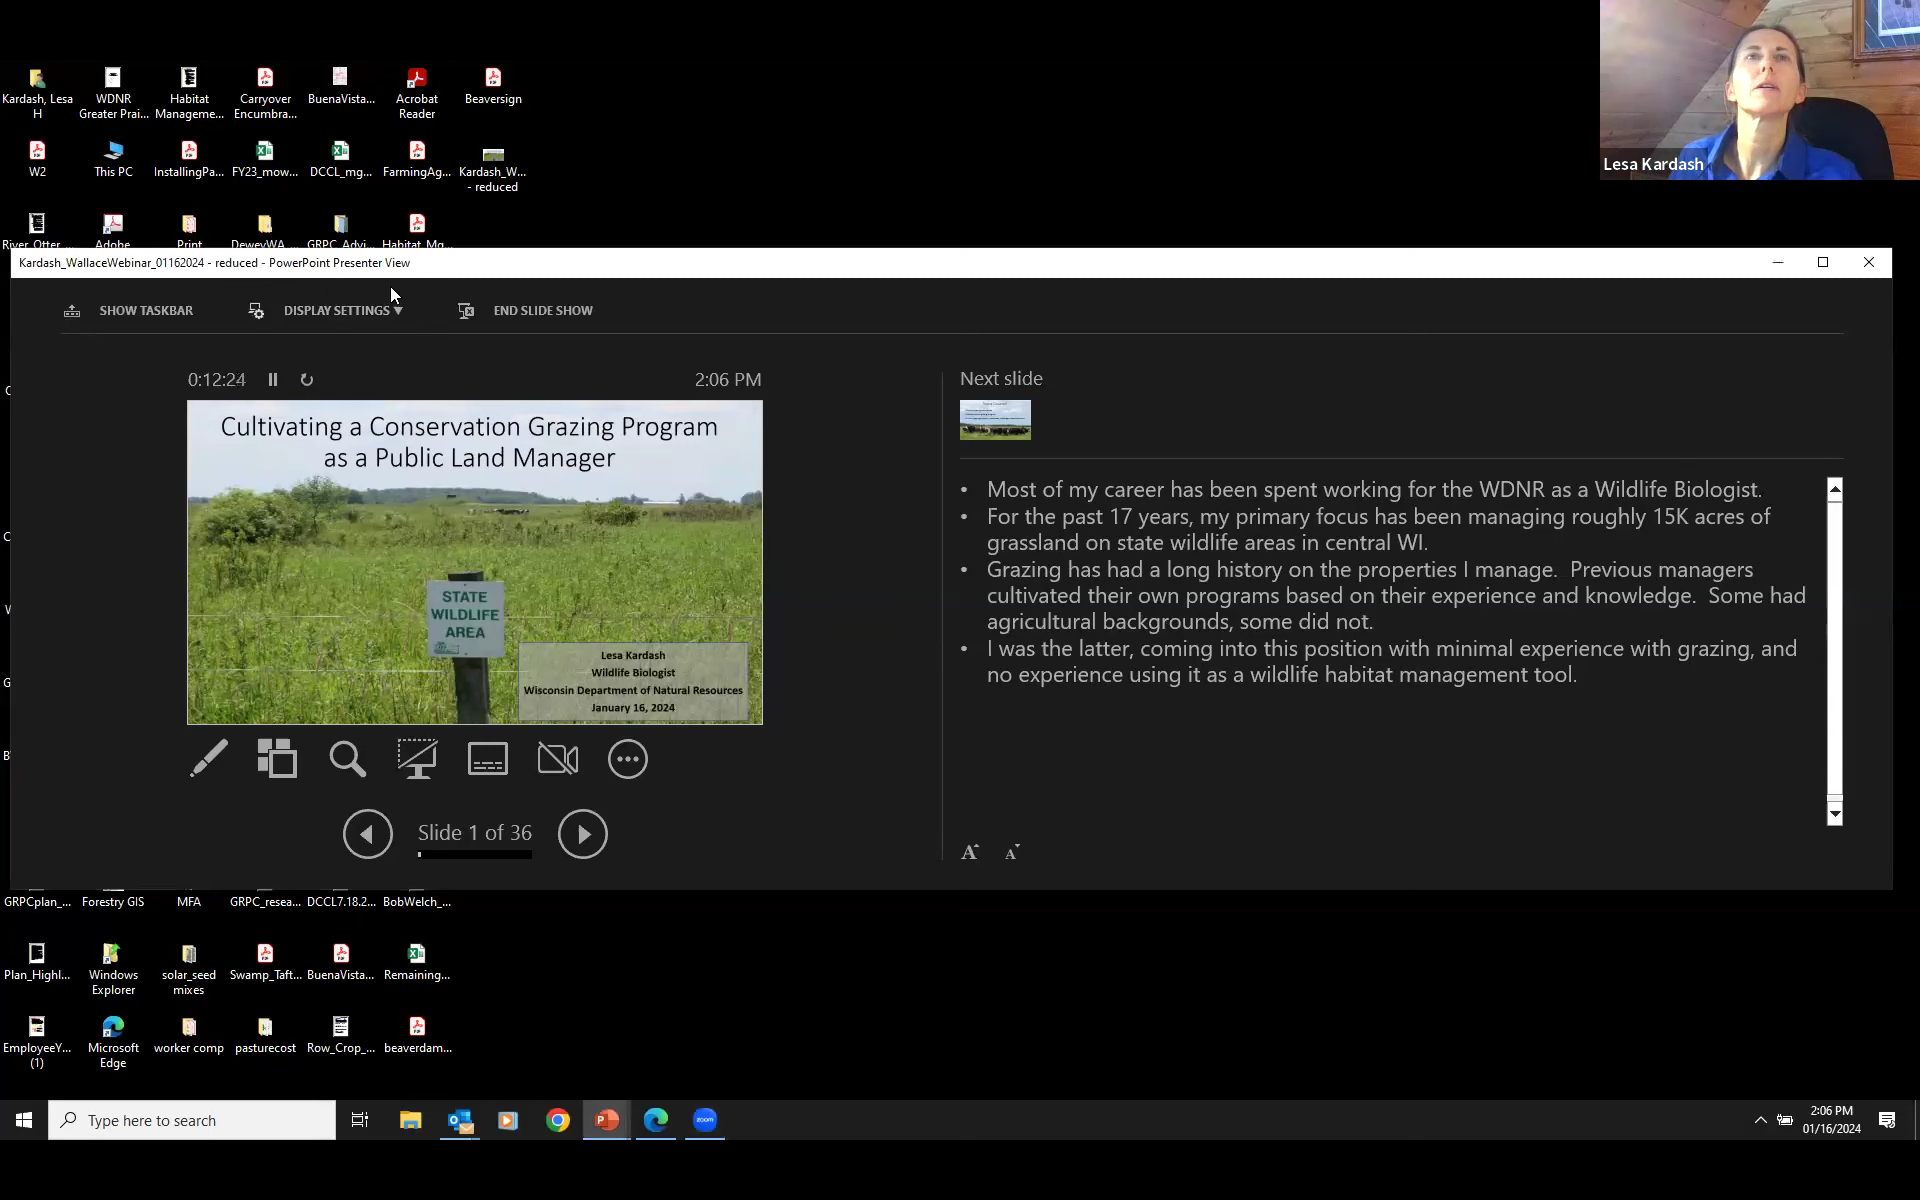 Kardash, Lesa
H
WDNR
Greater Prai...
Habitat
Manageme...
Carryover
Encumbra...
BuenaVista...
Acrobat
Reader
Beaversign
Lesa Kardash
W2
This PC
InstallingPa...
FY23_mow...
DCCL_mg...
FarmingAg...
Kardash_W...
- reduced
River_Otter_...
Adobe
Print
DeweyWA_...
GRPC_Advi...
Habitat_Mg...
Kardash_WallaceWebinar_01162024 - reduced - PowerPoint Presenter View
SHOW TASKBAR
DISPLAY SETTINGS ▼
END SLIDE SHOW
0:12:24
2:06 PM
Cultivating a Conservation Grazing Program
as a Public Land Manager
STATE
WILDLIFE
AREA
Lesa Kardash
Wildlife Biologist
Wisconsin Department of Natural Resources
January 16, 2024
Slide 1 of 36
Next slide
• Most of my career has been spent working for the WDNR as a Wildlife Biologist.
• For the past 17 years, my primary focus has been managing roughly 15K acres of
grassland on state wildlife areas in central WI.
• Grazing has had a long history on the properties I manage.  Previous managers
cultivated their own programs based on their experience and knowledge.  Some had
agricultural backgrounds, some did not.
• I was the latter, coming into this position with minimal experience with grazing, and
no experience using it as a wildlife habitat management tool.
A A
GRPCplan_...
Forestry GIS
MFA
GRPC_resea...
DCCL7.18.2...
BobWelch_...
Plan_Highl...
Windows
Explorer
solar_seed
mixes
Swamp_Taft...
BuenaVista...
Remaining...
EmployeeY...
(1)
Microsoft
Edge
worker comp
pasturecost
Row_Crop_...
beaverdam...
Type here to search
zoom
2:06 PM
01/16/2024